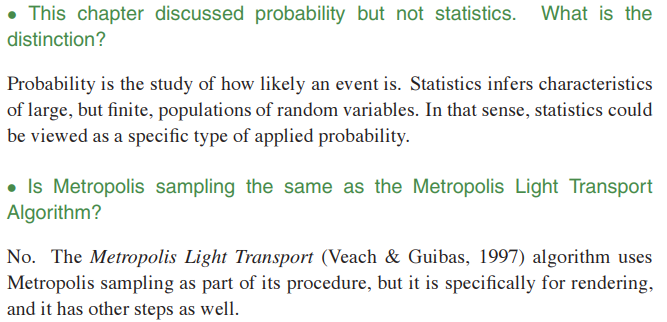 • This chapter discussed probability but not statistics. What is the
distinction?
Probability is the study of how likely an event is. Statistics infers characteristics
of large, but finite, populations of random variables. In that sense, statistics could
be viewed as a specific type of applied probability.
• Is Metropolis sampling the same as the Metropolis Light Transport
Algorithm?
No. The Metropolis Light Transport (Veach & Guibas, 1997) algorithm uses
Metropolis sampling as part of its procedure, but it is specifically for rendering,
and it has other steps as well.